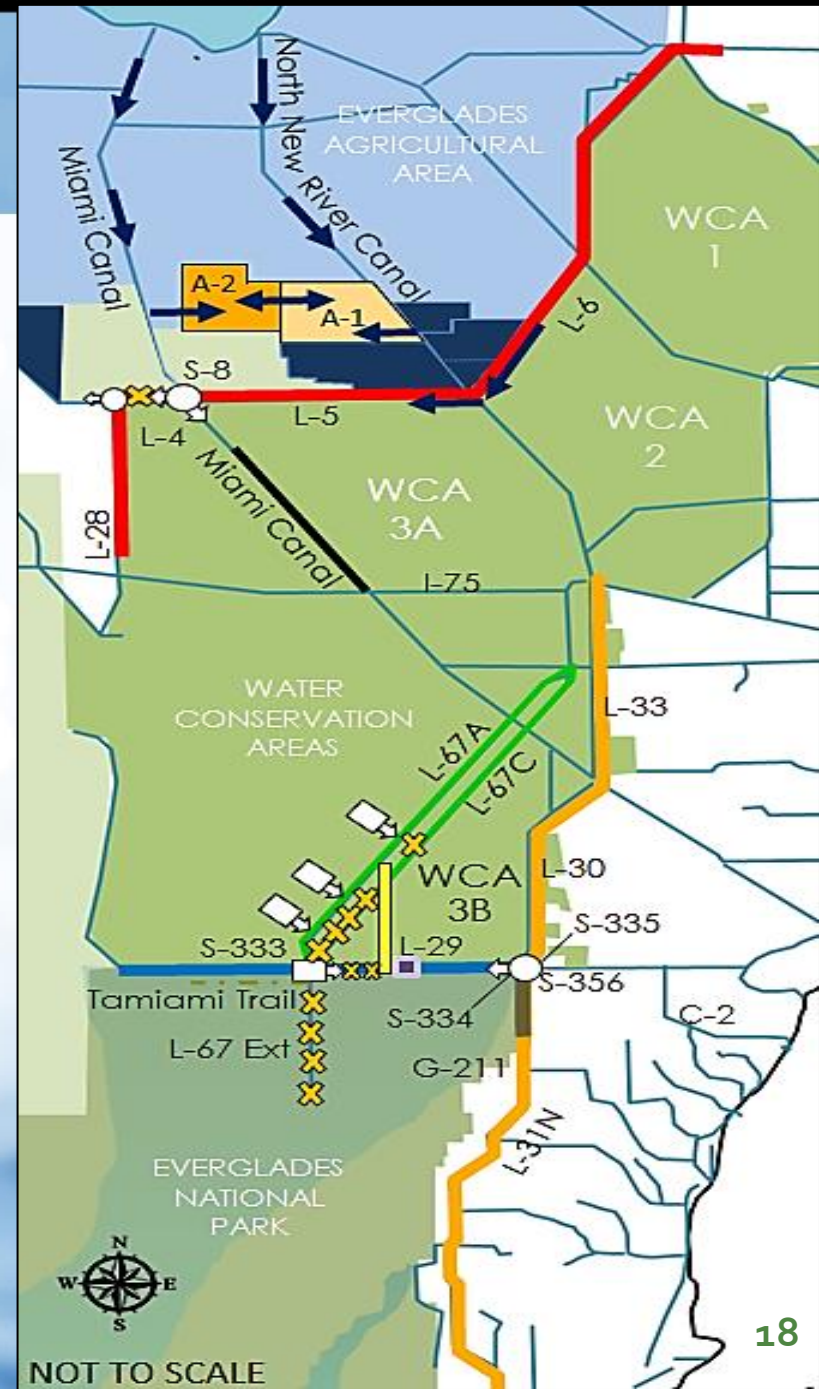 North New River Canal
EVERGLADES
AGRICULTURAL
AREA
Miami Canal
WCA
1
A-2
A-1
L-6
S-8
L-5
L-4
WCA
2
Miami Canal
WCA
3A
L-28
I-75
WATER
CONSERVATION
AREAS
L-67A
L-67C
L-33
WCA
3B
L-30
S-333
L-29
S-335
S-356
Tamiami Trail
S-334
C-2
L-67 Ext
G-211
L-31N
EVERGLADES
NATIONAL
PARK
N
W E
S
NOT TO SCALE
18